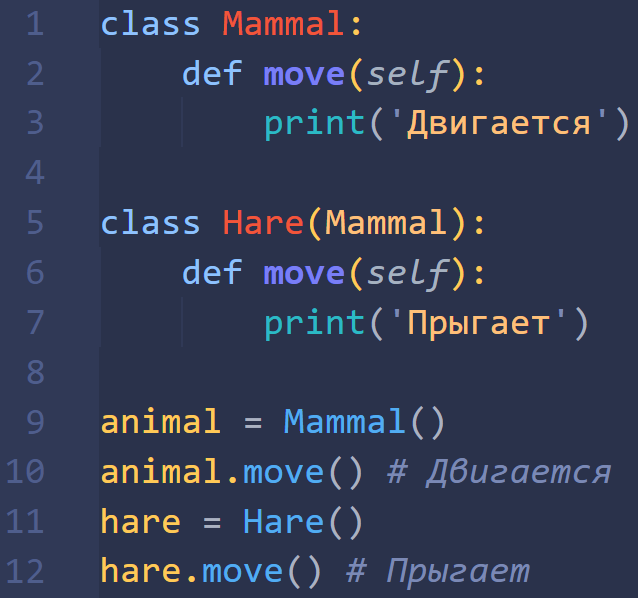 1 class Mammal:
2     def move(self):
3         print('Двигается')
4
5 class Hare(Mammal):
6     def move(self):
7         print('Прыгает')
8
9 animal = Mammal()
10 animal.move() # Двигается
11 hare = Hare()
12 hare.move() # Прыгает